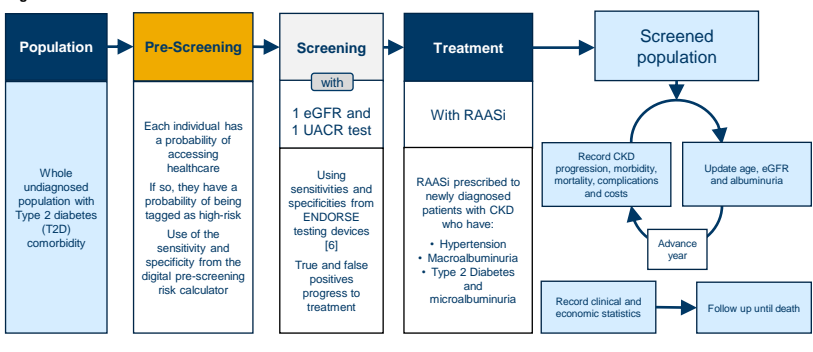 Population
Pre-Screening
Screening
with
Treatment
Screened
population
1 eGFR and
1 UACR test
With RAASi
Whole
undiagnosed
population with
Type 2 diabetes
(T2D)
comorbidity
Each individual has
a probability of
accessing
healthcare
If so, they have a
probability of being
tagged as high-risk
Use of the
sensitivity and
specificity from the
digital pre-screening
risk calculator
Using
sensitivities and
specificities from
ENDORSE
testing devices
[6]
True and false
positives
progress to
treatment
RAASi prescribed to
newly diagnosed
patients with CKD
who have:
• Hypertension
• Macroalbuminuria
• Type 2 Diabetes
and
microalbuminuria
Record CKD
progression, morbidity,
mortality, complications
and costs
Update age, eGFR
and albuminuria
Advance
year
Record clinical and
economic statistics
Follow up until death